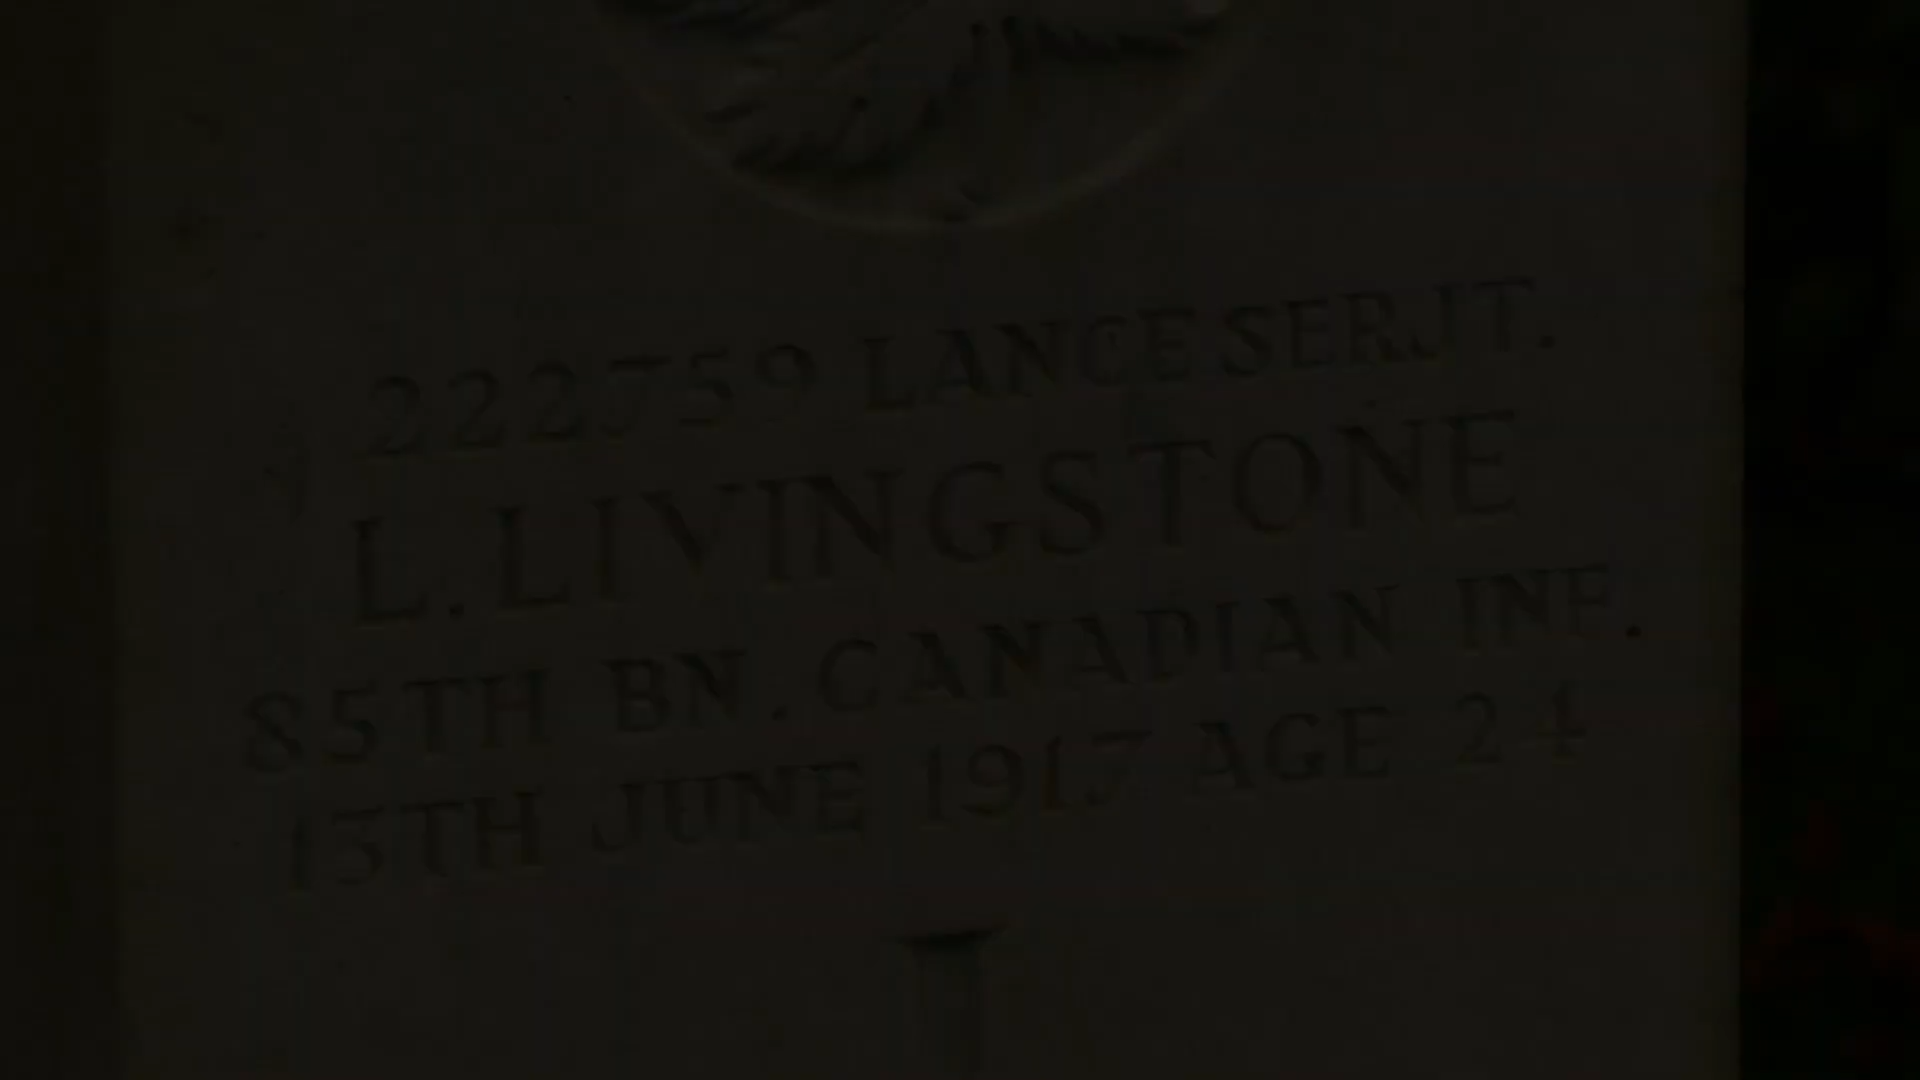 222759 LANCE SERJT.
L. LIVINGSTONE
85TH BN. CANADIAN INF.
13TH JUNE 1917 AGE 24